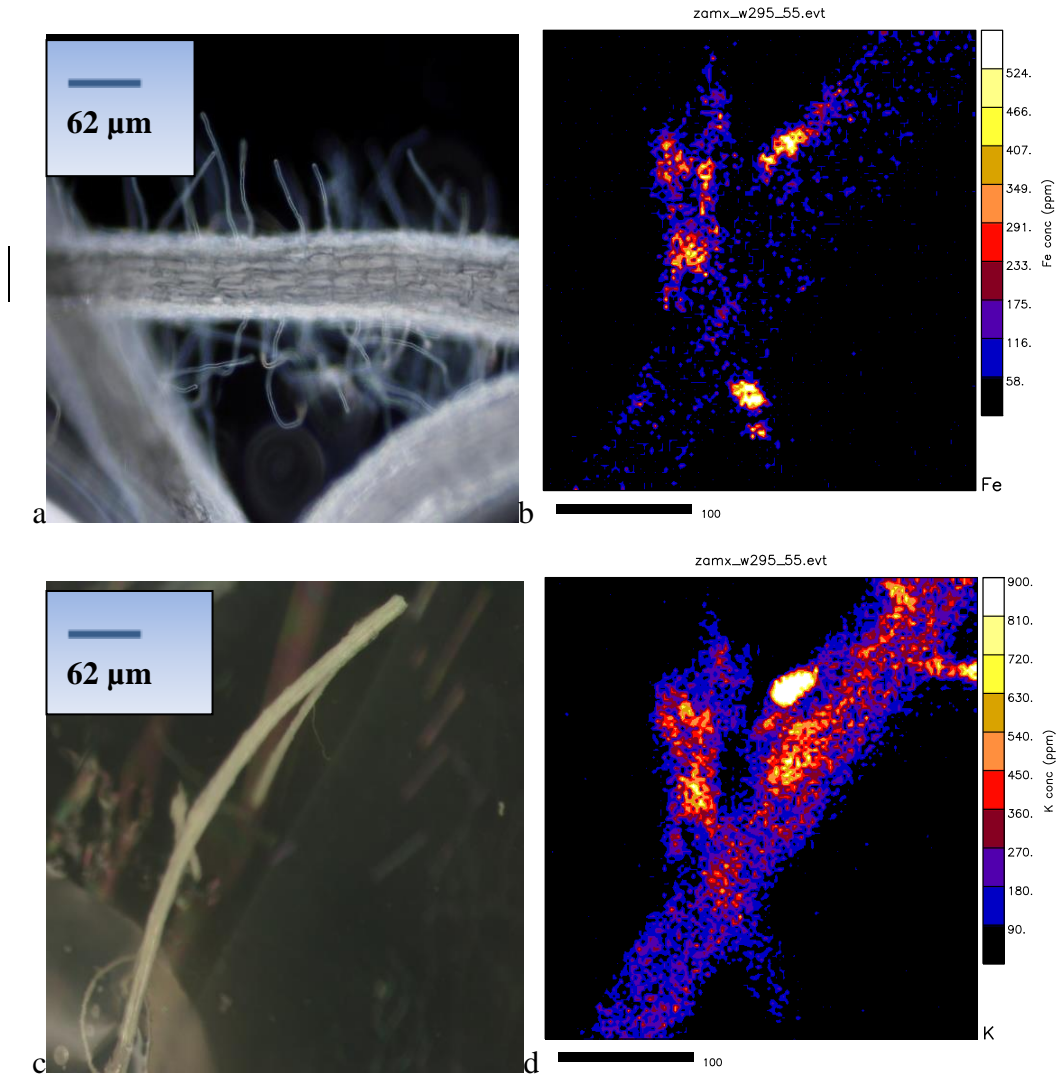 62 µm
a
zamx_w295_55.evt
524.
466.
407.
349.
291.
233.
175.
116.
58.
Fe conc (ppm)
Fe
b
100
62 µm
c
zamx_w295_55.evt
900.
810.
720.
630.
540.
450.
360.
270.
180.
90.
K conc (ppm)
K
d
100